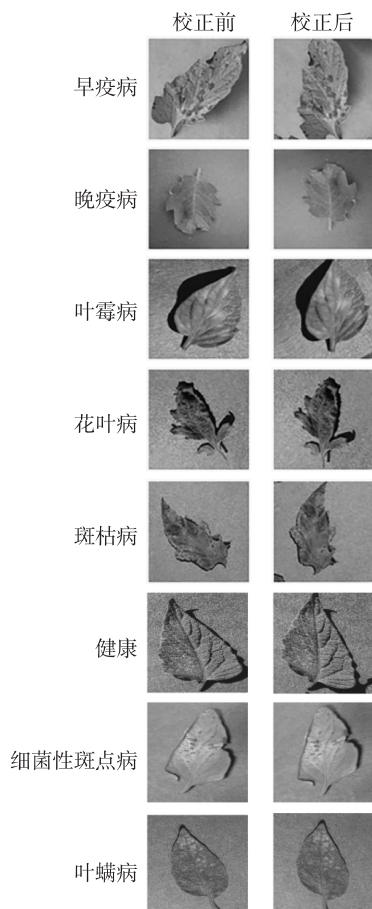 校正前 校正后
早疫病
晚疫病
叶霉病
花叶病
斑枯病
健康
细菌性斑点病
叶螨病